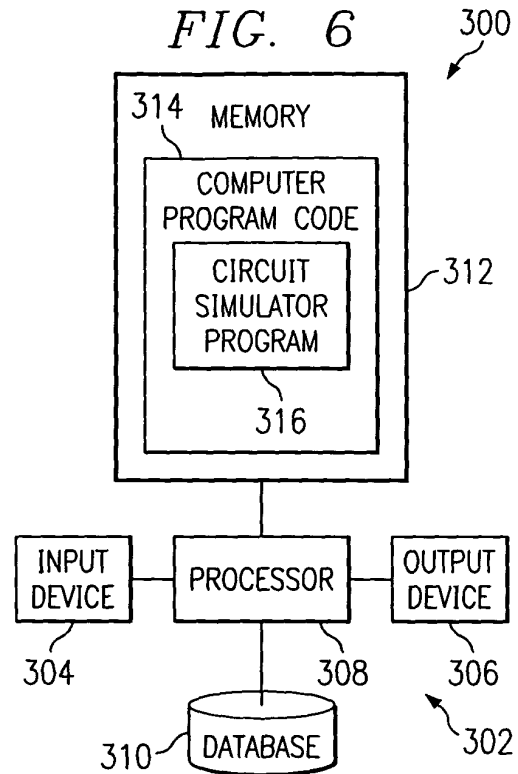 FIG. 6
300
314
MEMORY
COMPUTER
PROGRAM CODE
CIRCUIT
SIMULATOR
PROGRAM
312
316
INPUT
DEVICE
PROCESSOR
OUTPUT
DEVICE
304
308
306
310
DATABASE
302